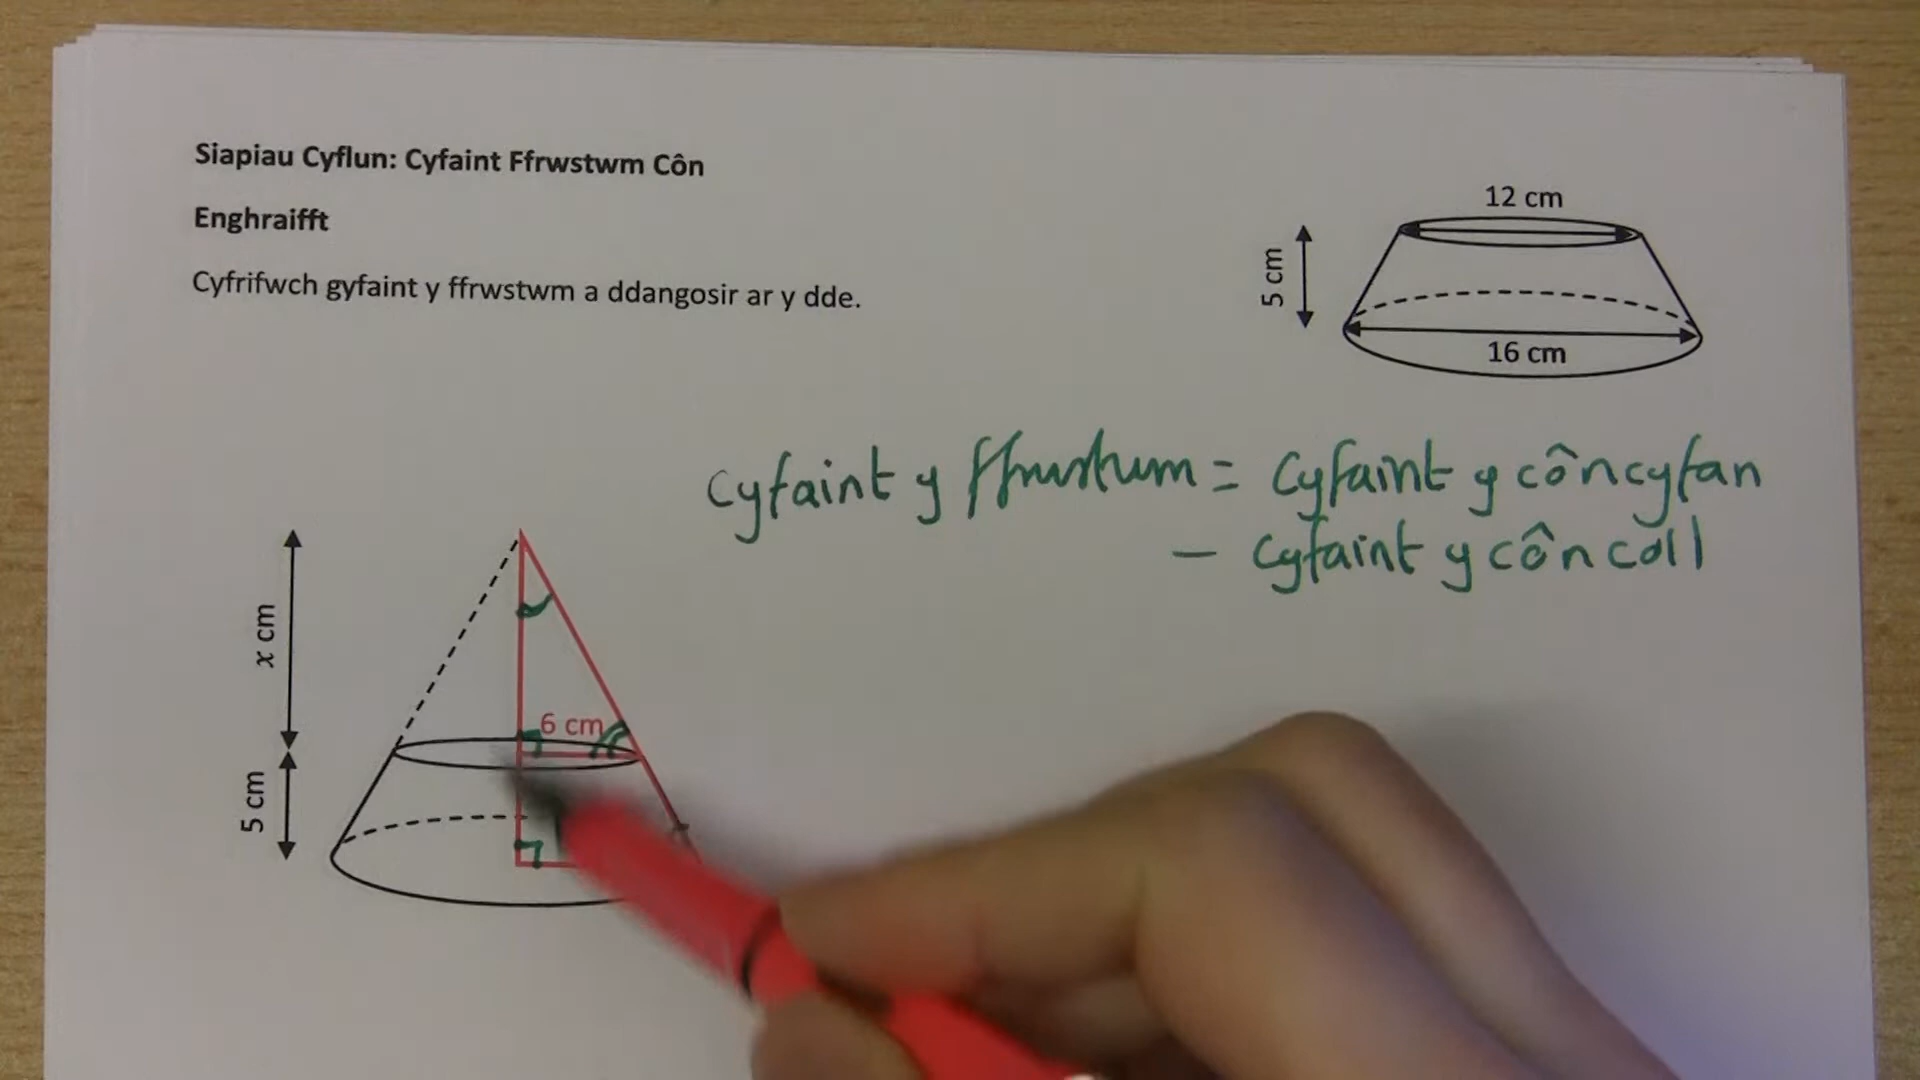 Siapiau Cyflun: Cyfaint Ffrwstwm Côn
Enghraifft
Cyfrifwch gyfaint y ffrwstwm a ddangosir ar y dde.
12 cm
5 cm
16 cm
Cyfaint y ffrwstwm = Cyfaint y côn cyfan
– Cyfaint y côn coll
x cm
6 cm
5 cm